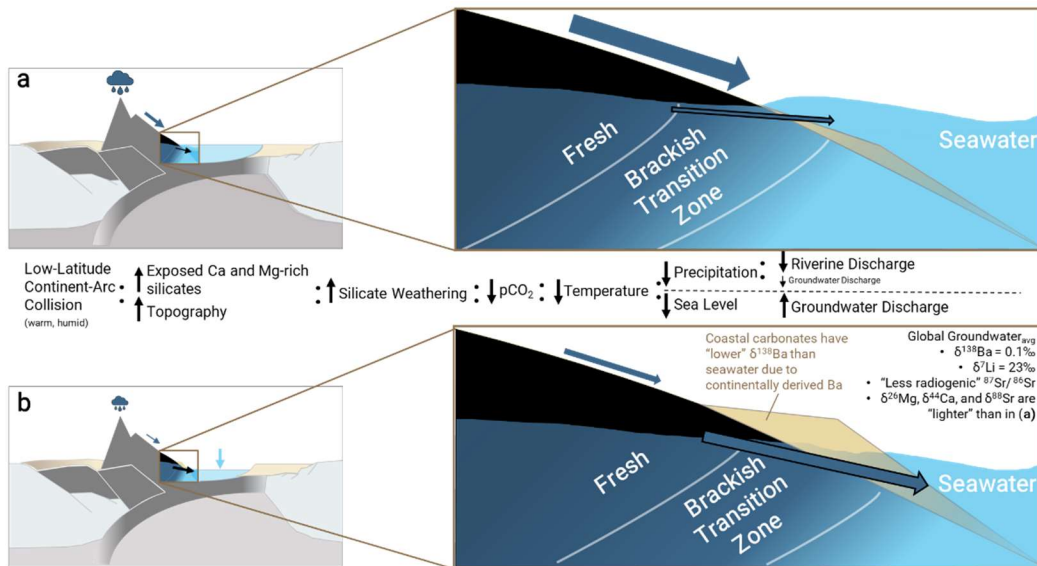 a
Fresh
Brackish
Transition
Zone
Seawater
Low-Latitude
Continent-Arc
Collision
(warm, humid)
∴
↑ Exposed Ca and Mg-rich
silicates
↑ Topography
∴ ↑ Silicate Weathering ∴ ↓ pCO₂ ∴ ↓ Temperature ∴
↓ Precipitation ∴
↓ Riverine Discharge
↓ Groundwater Discharge
↓ Sea Level ∴ ↑ Groundwater Discharge
b
Coastal carbonates have
"lower" δ¹³⁸Ba than
seawater due to
continentally derived Ba
Global Groundwater avg
• δ¹³⁸Ba = 0.1‰
• δ⁷Li = 23‰
• "Less radiogenic" ⁸⁷Sr/ ⁸⁶Sr
• δ²⁶Mg, δ⁴⁴Ca, and δ⁸⁸Sr are
"lighter" than in (a)
Fresh
Brackish
Transition
Zone
Seawater